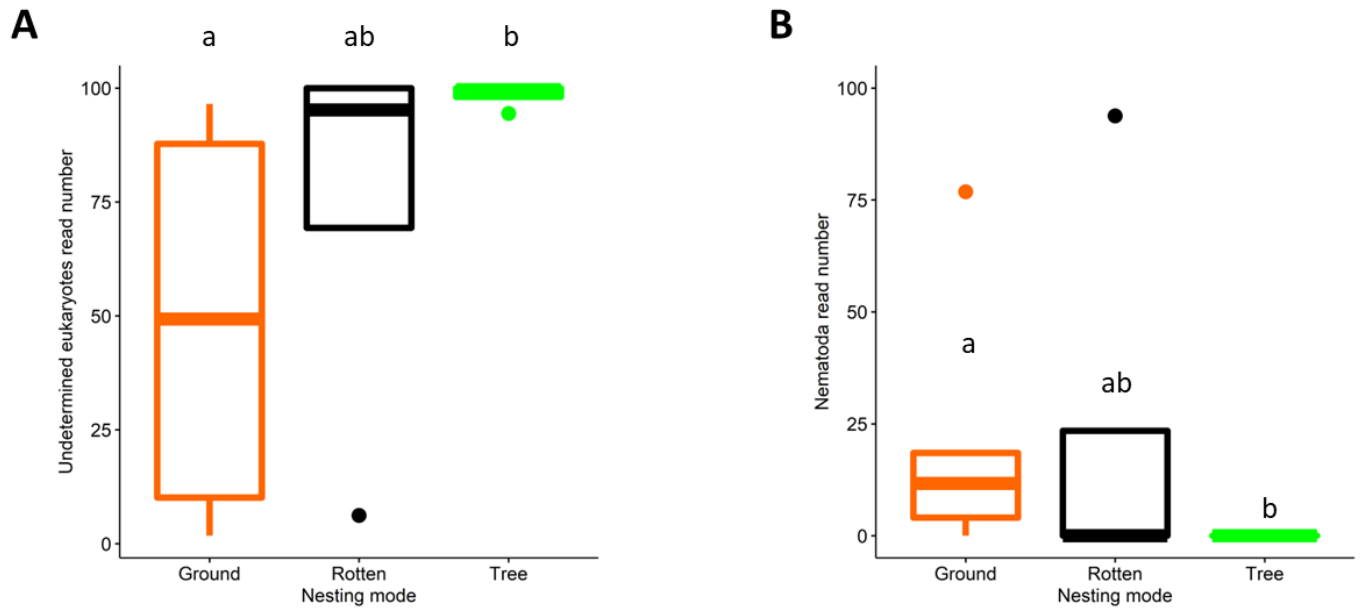 A
a ab b
Undetermined eukaryotes read number
100
75
50
25
0
Ground Rotten Tree
Nesting mode
B
Nematoda read number
100
75
50
25
0
a
ab
b
Ground Rotten Tree
Nesting mode